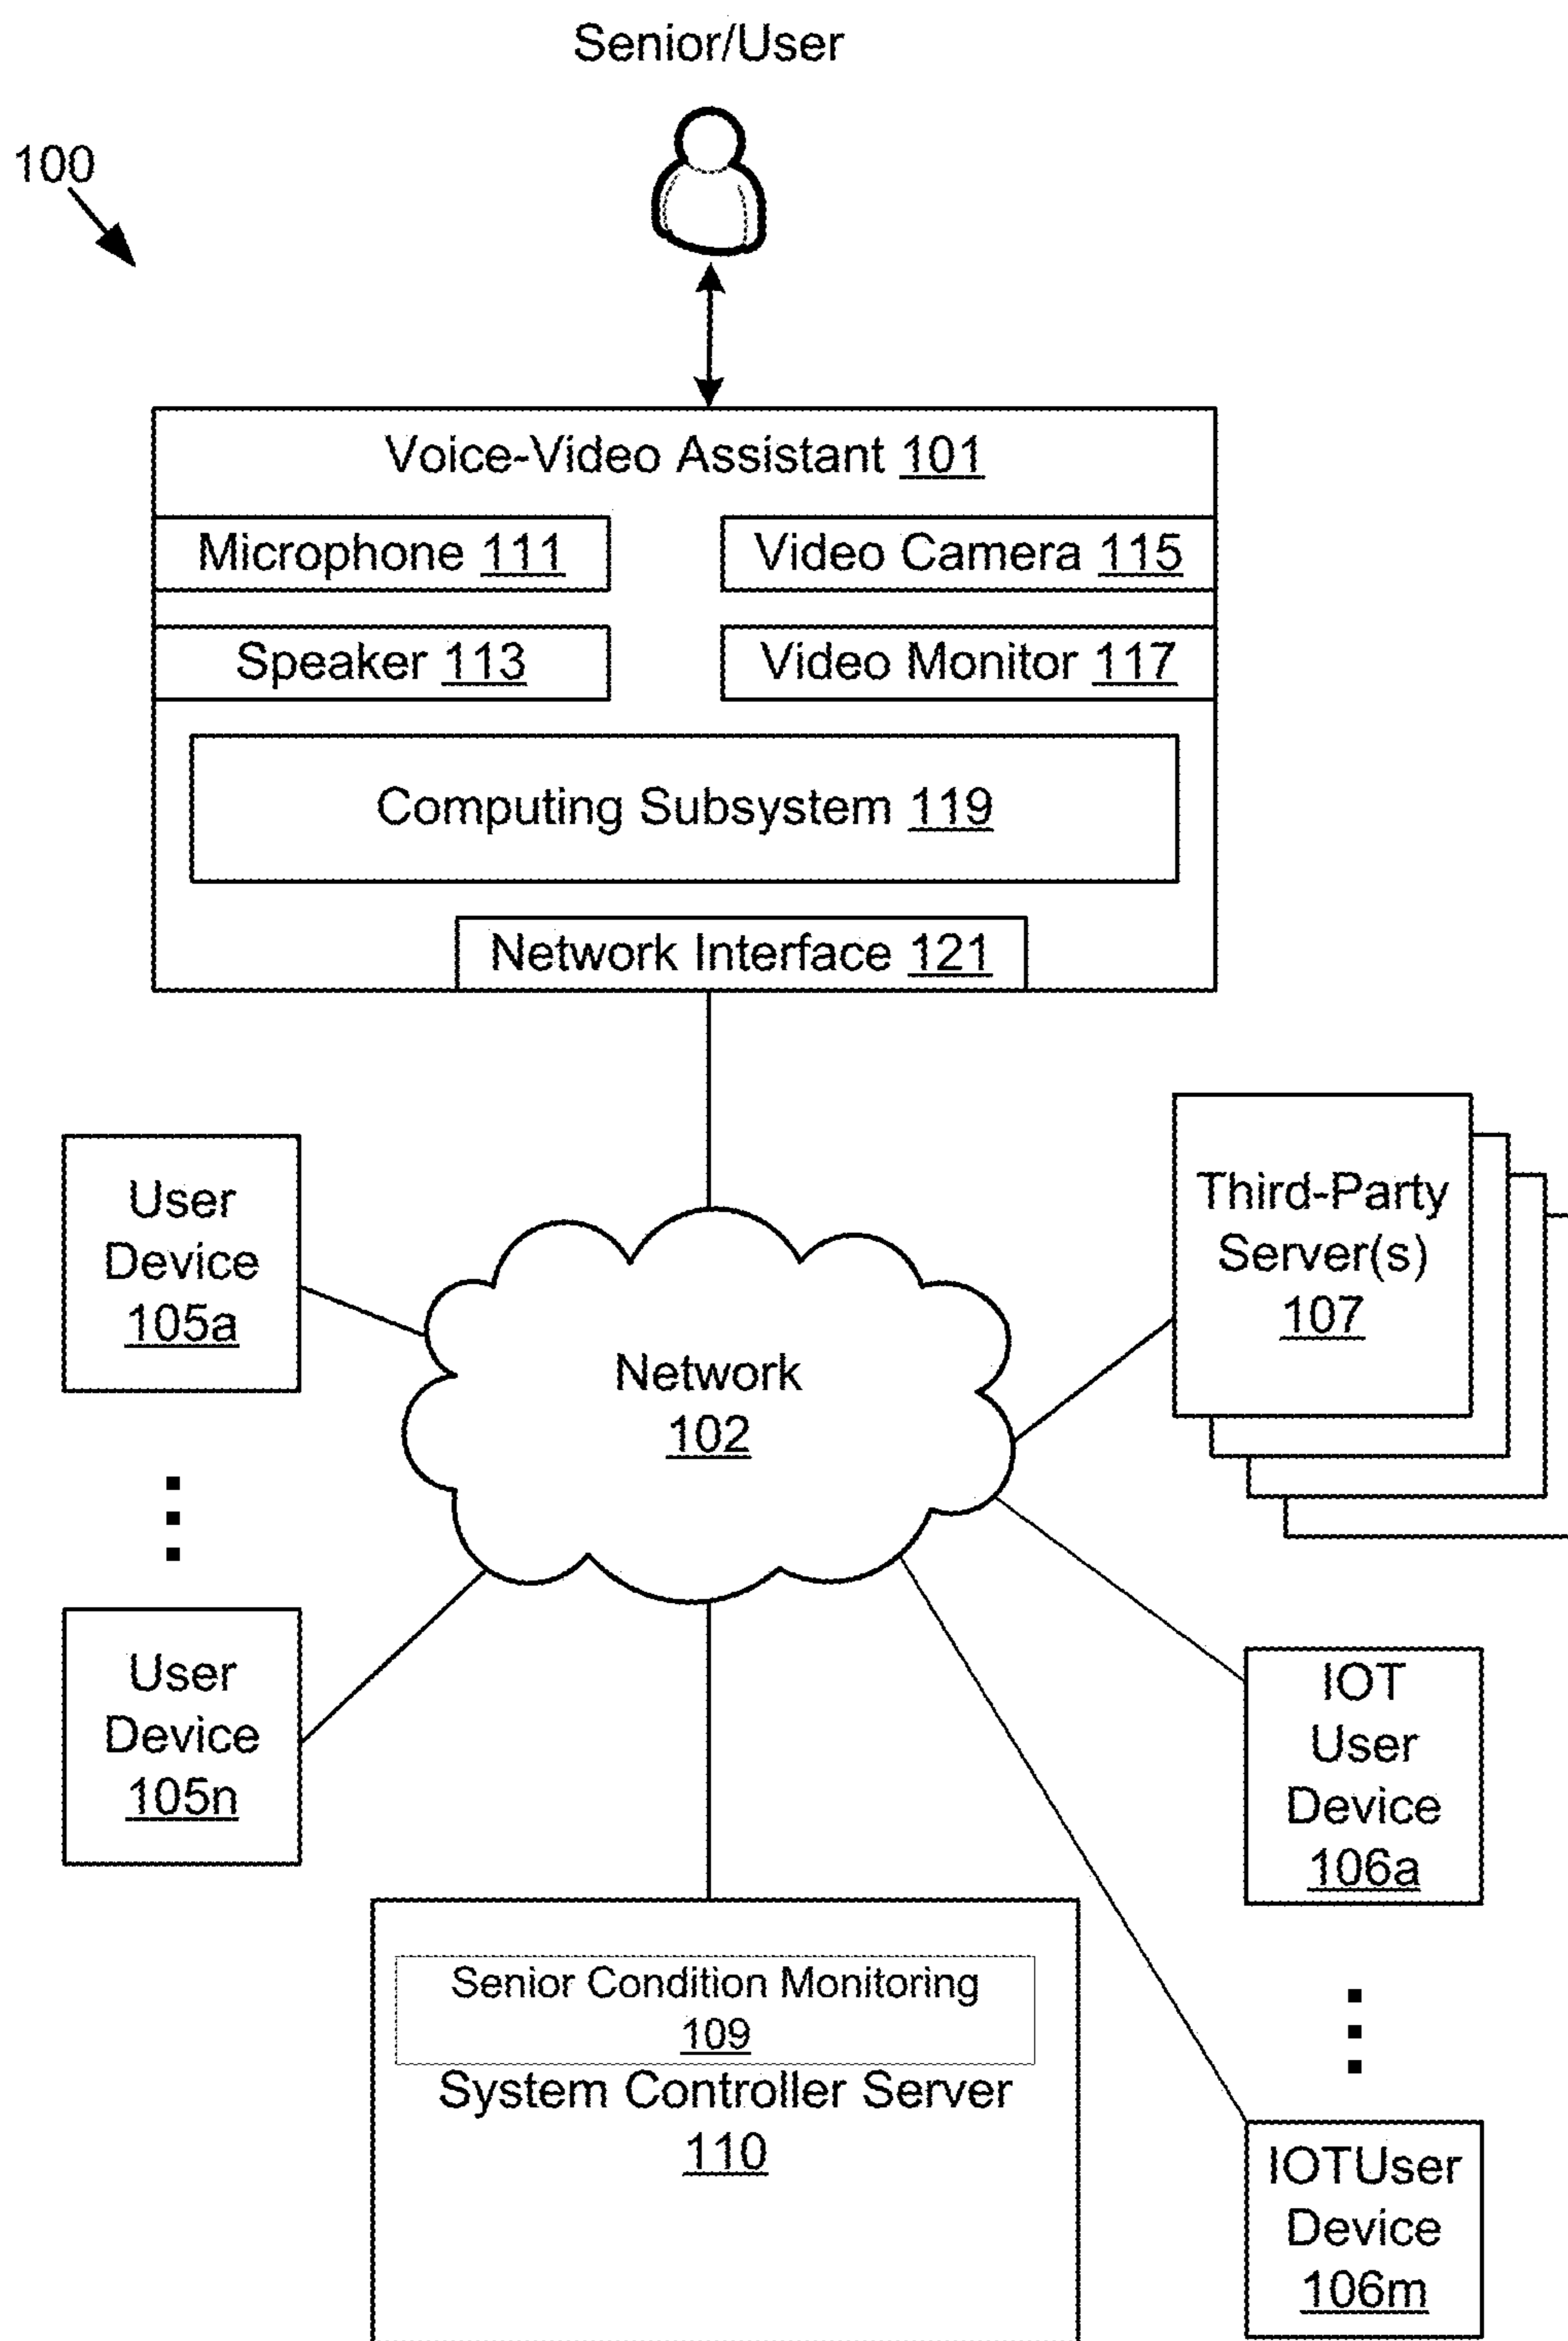 Senior/User
100
Voice-Video Assistant 101
Microphone 111
Video Camera 115
Speaker 113
Video Monitor 117
Computing Subsystem 119
Network Interface 121
User
Device
105a
Third-Party
Server(s)
107
Network
102
User
Device
105n
IOT
User
Device
106a
Senior Condition Monitoring
109
System Controller Server
110
IOTUser
Device
106m